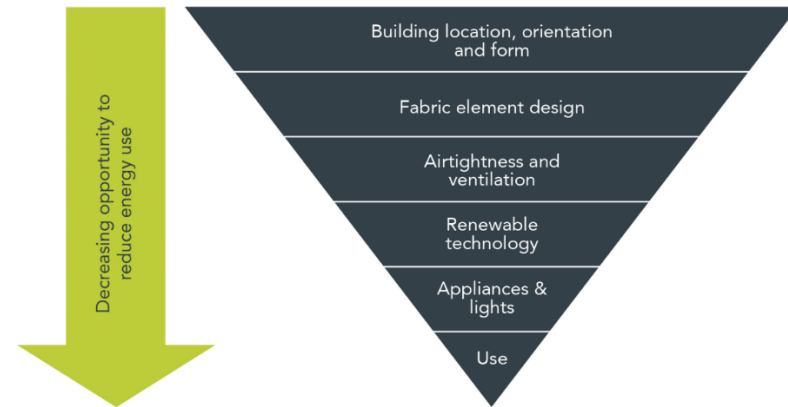 Decreasing opportunity to
reduce energy use
Building location, orientation
and form
Fabric element design
Airtightness and
ventilation
Renewable
technology
Appliances &
lights
Use